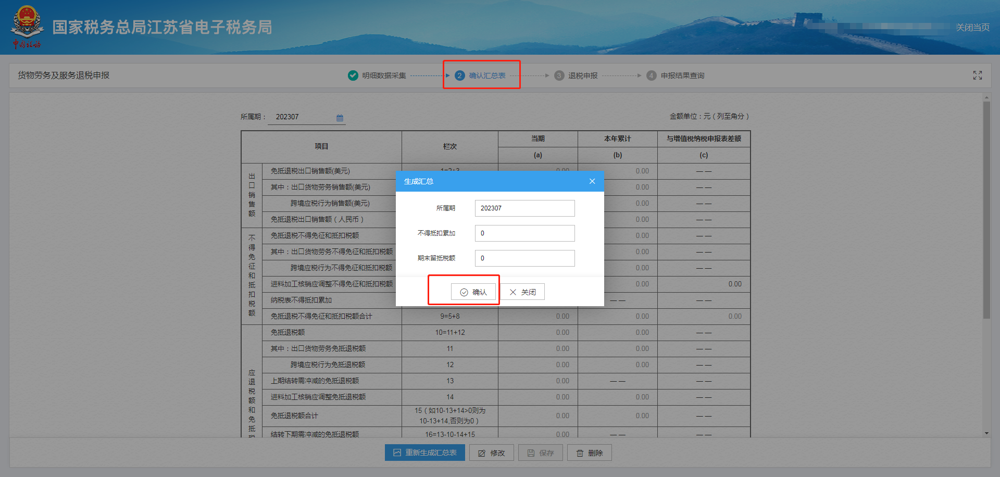 国家税务总局江苏省电子税务局
中国税务
关闭当页
货物劳务及服务退税申报
明细数据采集
2 确认汇总表
3 退税申报
4 申报结果查询
所属期： 202307
金额单位：元（列至角分）
项目 栏次 当期 本年累计 与增值税纳税申报表差额
(a) (b) (c)
出口销售额
免抵退税出口销售额(美元) 1=2+3 0.00 0.00 — —
其中：出口货物劳务销售额(美元) 0.00 — —
跨境应税行为销售额(美元) 0.00 — —
免抵退税出口销售额（人民币） 0.00 — —
不得免征和抵扣税额
免抵退税不得免征和抵扣税额 0.00 — —
其中：出口货物劳务不得免征和抵扣税额 0.00 — —
跨境应税行为不得免征和抵扣税额 0.00 — —
进料加工核销应调整不得免征和抵扣税额 0.00 0.00
纳税表不得抵扣累加 — — — —
免抵退税不得免征和抵扣税额合计 9=5+8 0.00 0.00 0.00
应退税额和免抵税
免抵退税额 10=11+12 0.00 0.00 — —
其中：出口货物劳务免抵退税额 11 0.00 0.00 — —
跨境应税行为免抵退税额 12 0.00 0.00 — —
上期结转需冲减的免抵退税额 13 0.00 — — — —
进料加工核销应调整免抵退税额 14 0.00 0.00 — —
免抵退税额合计 15（如10-13+14>0则为
10-13+14,否则为0） 0.00 0.00 — —
结转下期需冲减的免抵退税额 16=13-10-14+15 0.00 — — — —
生成汇总
所属期 202307
不得抵扣累加 0
期末留抵税额 0
确认
关闭
重新生成汇总表
修改
保存
删除